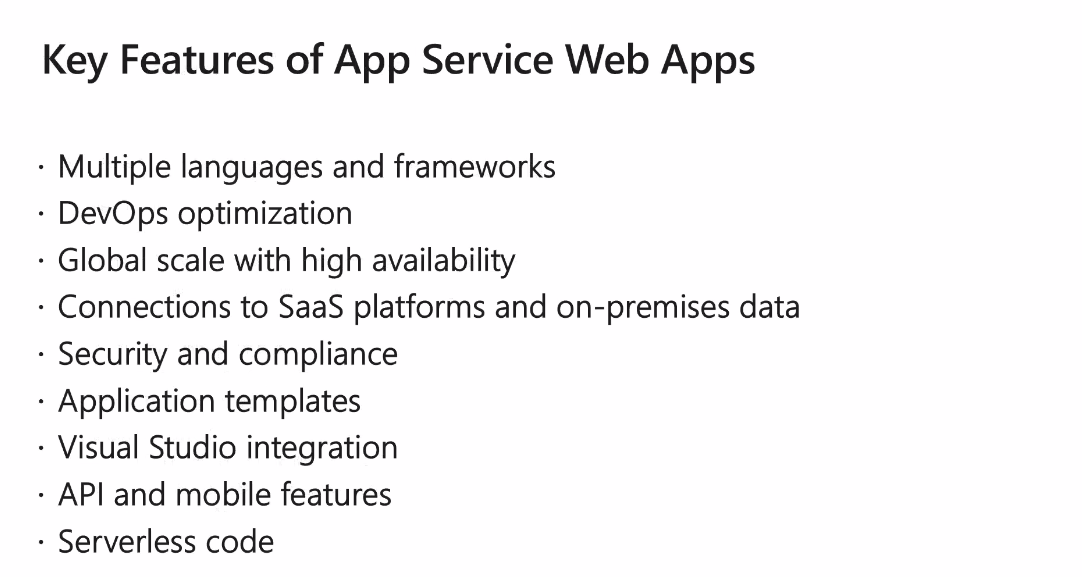 Key Features of App Service Web Apps
· Multiple languages and frameworks
· DevOps optimization
· Global scale with high availability
· Connections to SaaS platforms and on-premises data
· Security and compliance
· Application templates
· Visual Studio integration
· API and mobile features
· Serverless code